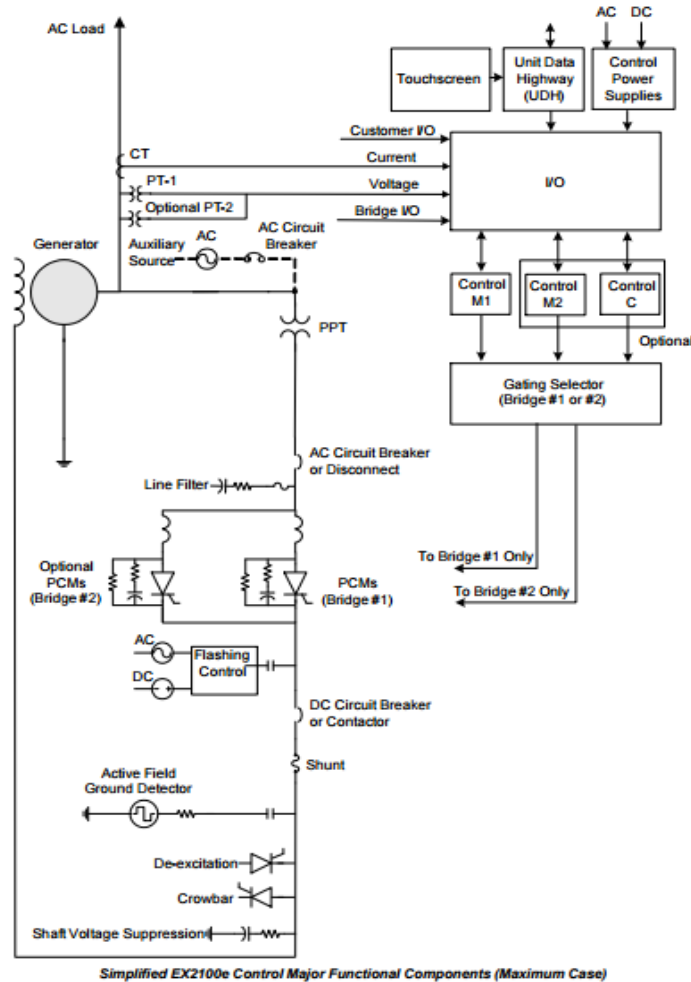 AC Load
AC DC
Touchscreen
Unit Data
Highway
(UDH)
Control
Power
Supplies
Customer I/O
CT
Current
PT-1
Voltage
I/O
Optional PT-2
Bridge I/O
Generator
Auxiliary
Source
AC
AC Circuit
Breaker
Control
M1
Control
M2
Control
C
PPT
Optional
Gating Selector
(Bridge #1 or #2)
AC Circuit Breaker
or Disconnect
Line Filter
Optional
PCMs
(Bridge #2)
PCMs
(Bridge #1)
To Bridge #1 Only
To Bridge #2 Only
AC
DC
Flashing
Control
DC Circuit Breaker
or Contactor
Shunt
Active Field
Ground Detector
De-excitation
Crowbar
Shaft Voltage Suppression
Simplified EX2100e Control Major Functional Components (Maximum Case)